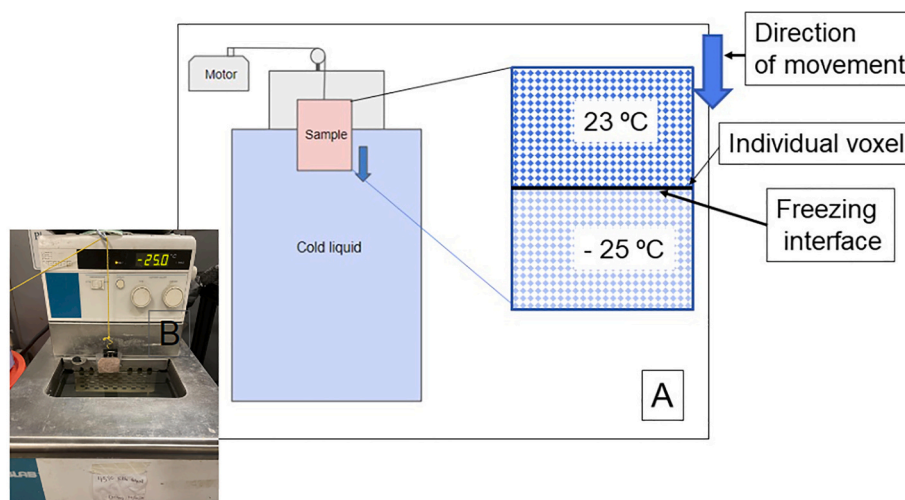 Motor
Sample
Cold liquid
23 ºC
- 25 ºC
Direction
of movement
Individual voxel
Freezing
interface
A
B
-25.0